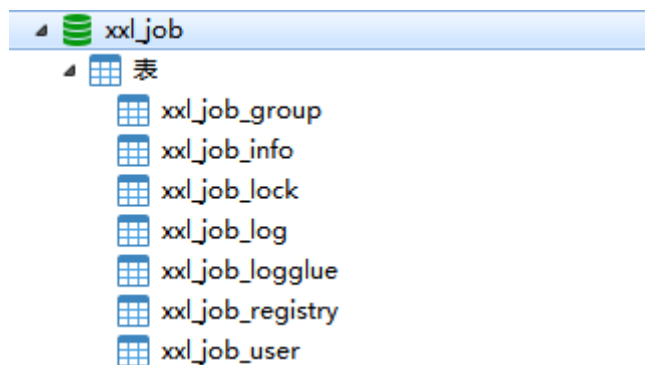 xxl_job
表
xxl_job_group
xxl_job_info
xxl_job_lock
xxl_job_log
xxl_job_logglue
xxl_job_registry
xxl_job_user